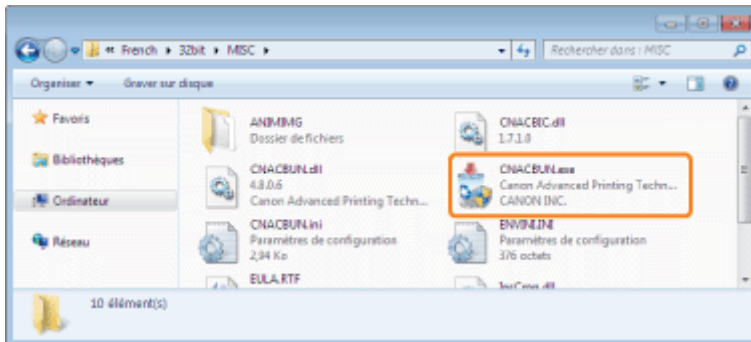 « French ▸ 32bit ▸ MISC ▸
Rechercher dans : MISC
Organiser ▾ Graver sur disque
Favoris
Bibliothèques
Ordinateur
Réseau
ANIMIMG
Dossier de fichiers
CNACBIC.dll
1.7.1.0
CNACBUN.dll
4.8.0.6
Canon Advanced Printing Techn...
CNACBUN.exe
Canon Advanced Printing Techn...
CANON INC.
CNACBUN.ini
Paramètres de configuration
2,94 Ko
ENVINI.INI
Paramètres de configuration
376 octets
EULA.RTF
10 élément(s)